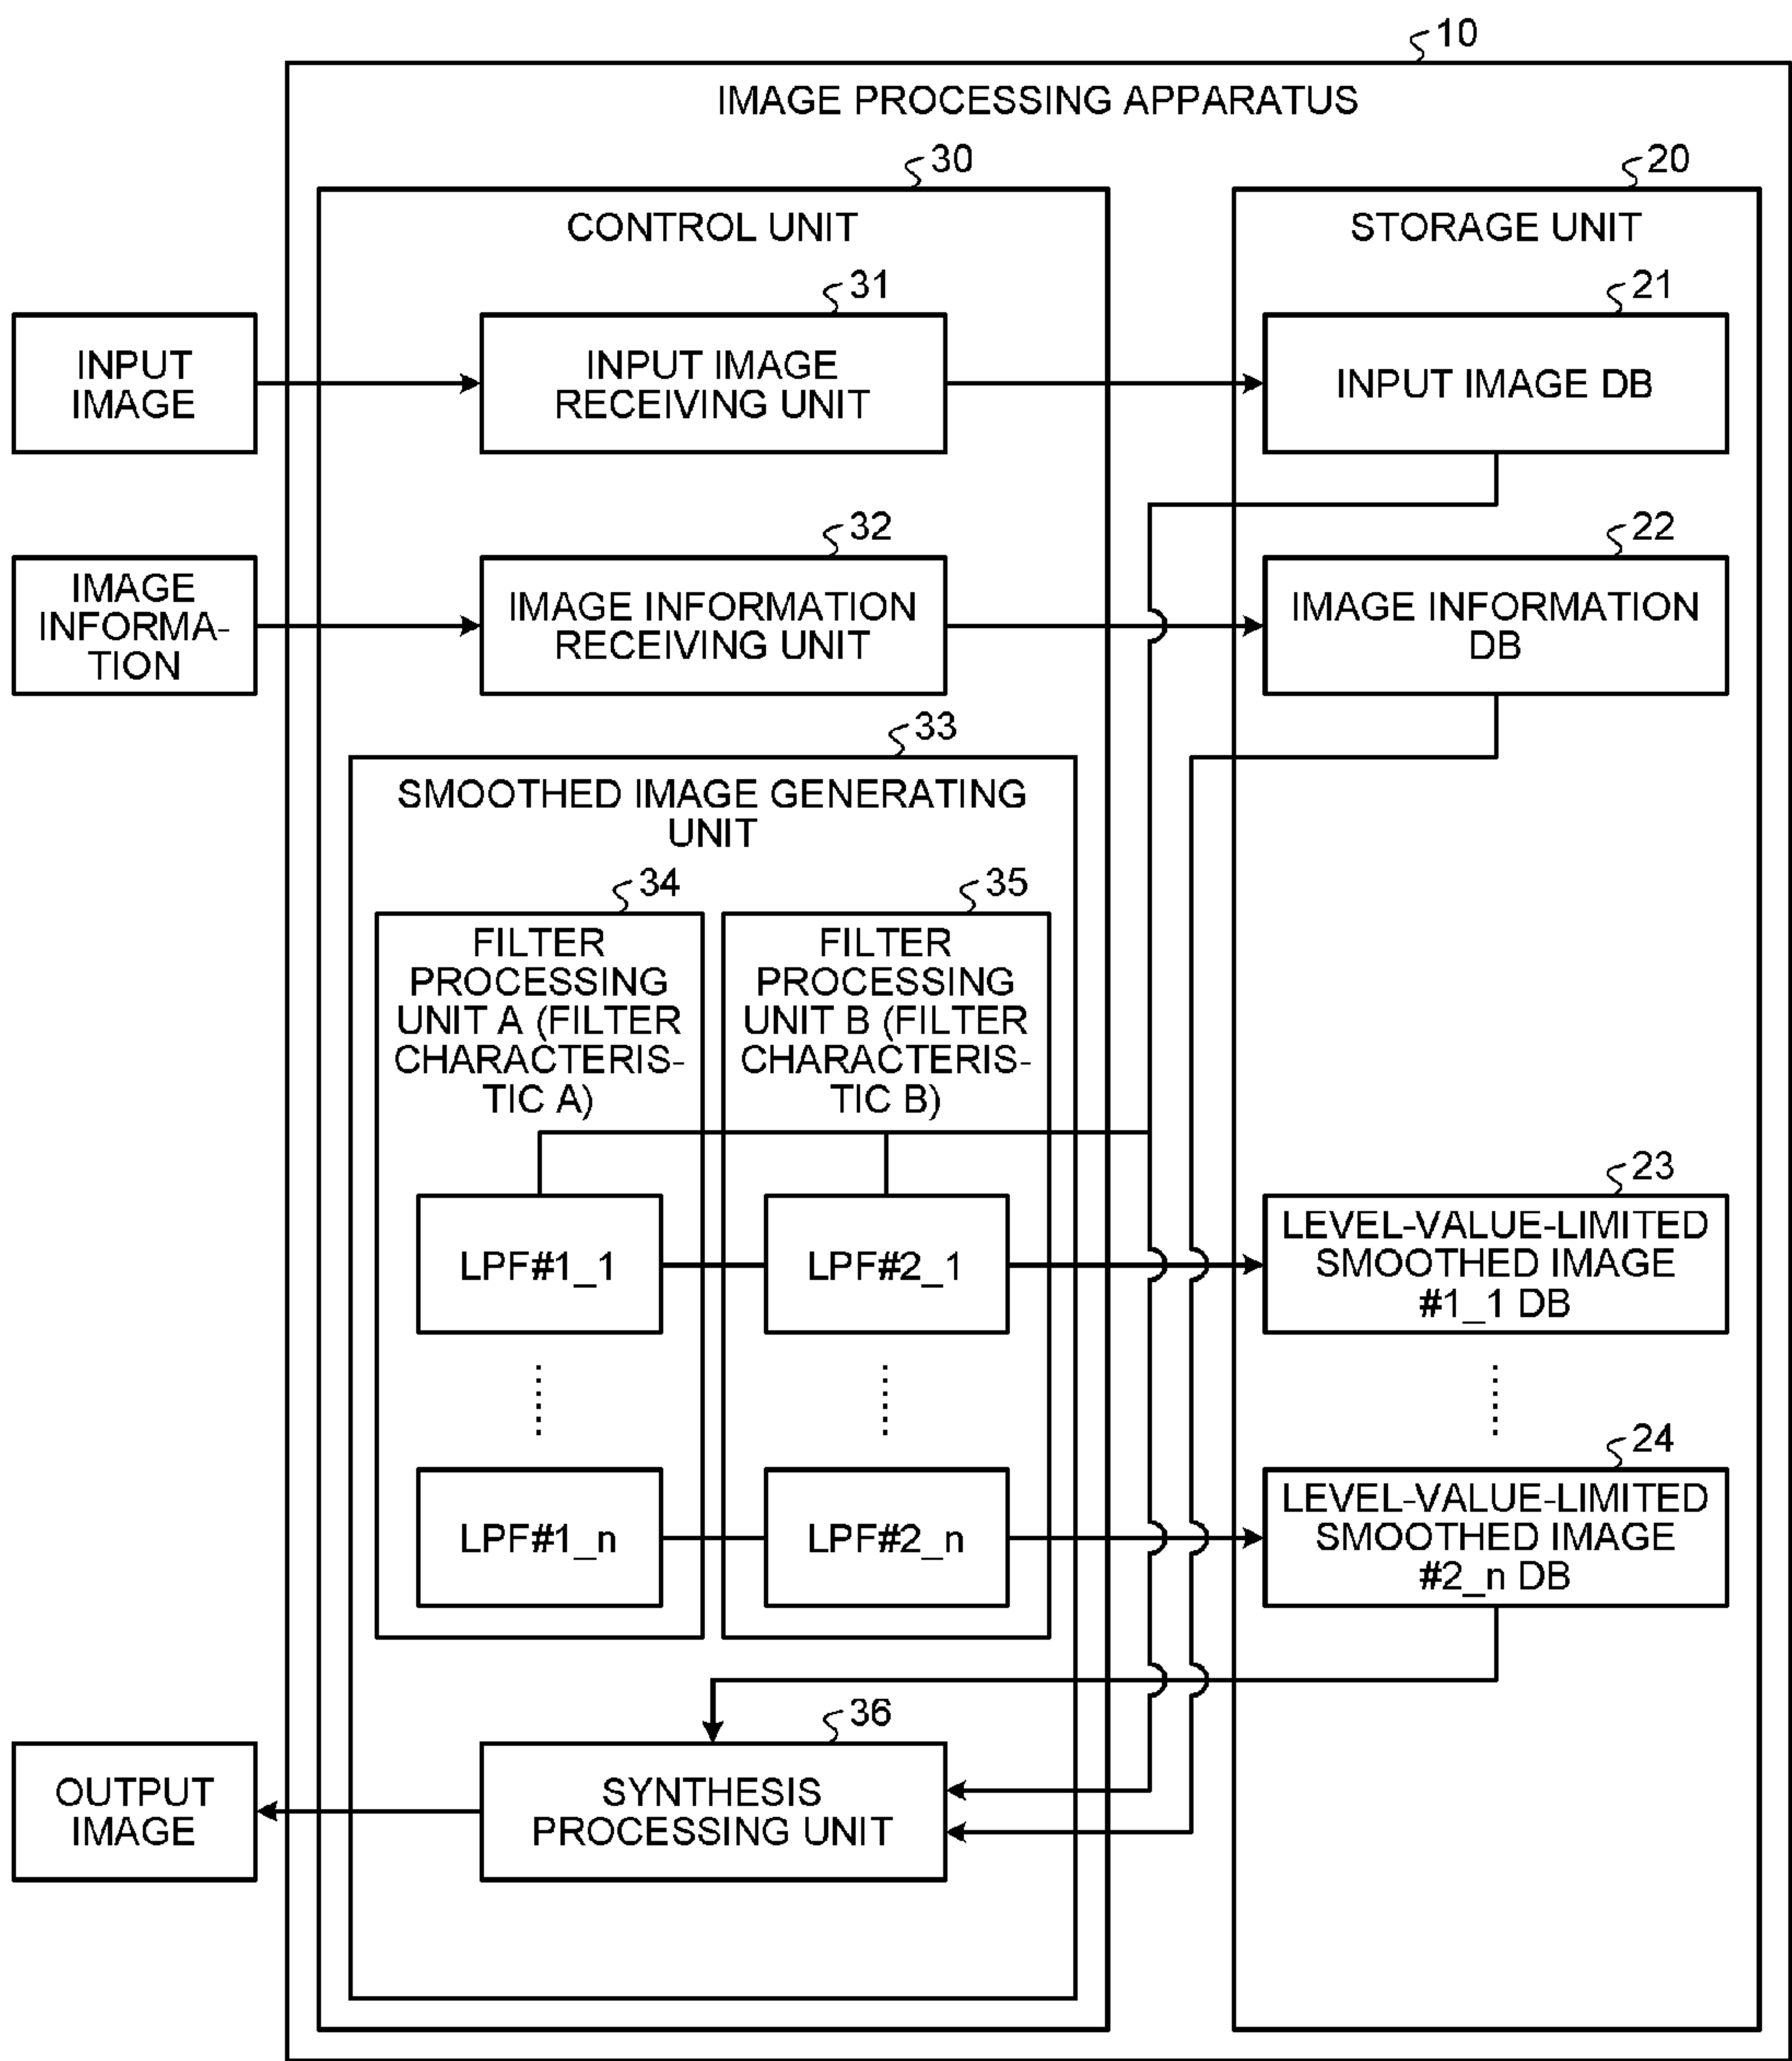 10
IMAGE PROCESSING APPARATUS
30
20
CONTROL UNIT
STORAGE UNIT
31
21
INPUT
IMAGE
INPUT IMAGE
RECEIVING UNIT
INPUT IMAGE DB
32
22
IMAGE
INFORMA-
TION
IMAGE INFORMATION
RECEIVING UNIT
IMAGE INFORMATION
DB
33
SMOOTHED IMAGE GENERATING
UNIT
34
35
FILTER
PROCESSING
UNIT A (FILTER
CHARACTERIS-
TIC A)
FILTER
PROCESSING
UNIT B (FILTER
CHARACTERIS-
TIC B)
23
LPF#1_1
LPF#2_1
LEVEL-VALUE-LIMITED
SMOOTHED IMAGE
#1_1 DB
24
LPF#1_n
LPF#2_n
LEVEL-VALUE-LIMITED
SMOOTHED IMAGE
#2_n DB
36
OUTPUT
IMAGE
SYNTHESIS
PROCESSING UNIT